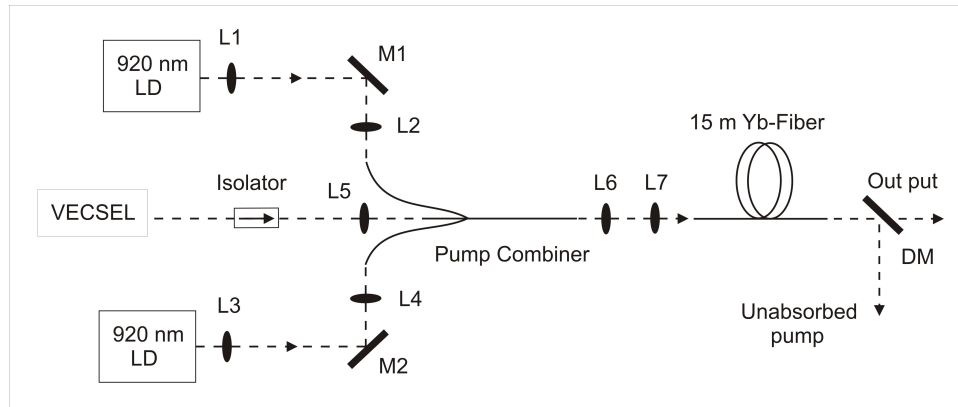 L1
M1
920 nm
LD
L2
15 m Yb-Fiber
Isolator
L5
L6
L7
Out put
VECSEL
Pump Combiner
DM
L3
L4
Unabsorbed
pump
920 nm
LD
M2